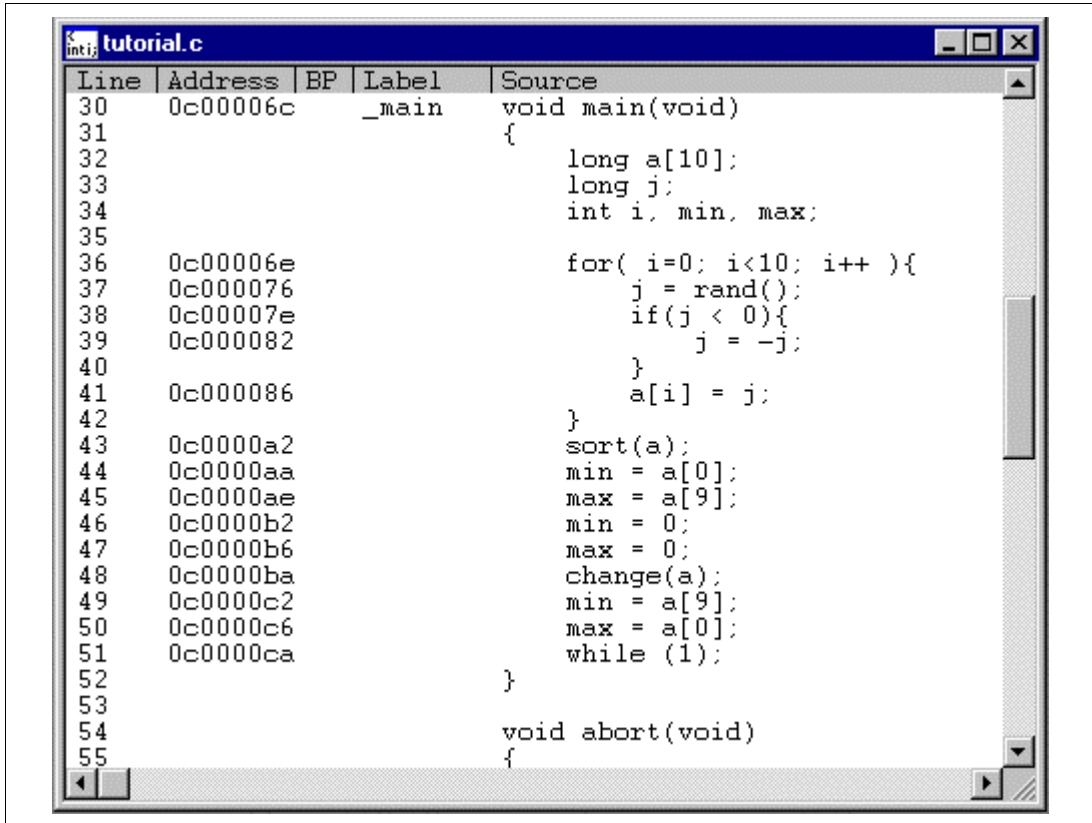 tutorial.c
Line Address BP Label Source
30 0c00006c _main void main(void)
31 {
32 long a[10];
33 long j;
34 int i, min, max;
35
36 0c00006e for( i=0; i<10; i++ ){
37 0c000076 j = rand();
38 0c00007e if(j < 0){
39 0c000082 j = -j;
40 }
41 0c000086 a[i] = j;
42 }
43 0c0000a2 sort(a);
44 0c0000aa min = a[0];
45 0c0000ae max = a[9];
46 0c0000b2 min = 0;
47 0c0000b6 max = 0;
48 0c0000ba change(a);
49 0c0000c2 min = a[9];
50 0c0000c6 max = a[0];
51 0c0000ca while (1);
52 }
53
54 void abort(void)
55 {